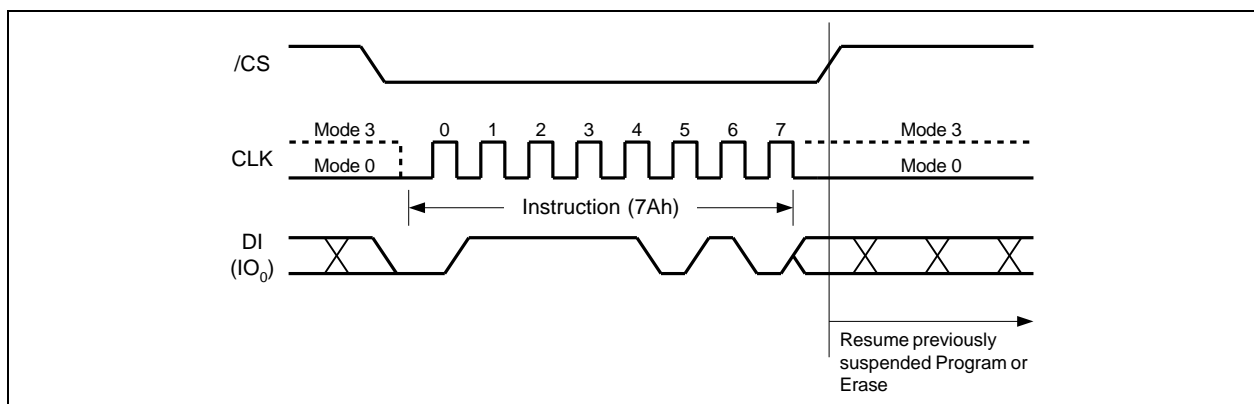 /CS
Mode 3
0 1 2 3 4 5 6 7
Mode 3
CLK
Mode 0
Mode 0
Instruction (7Ah)
DI
(IO0)
Resume previously
suspended Program or
Erase